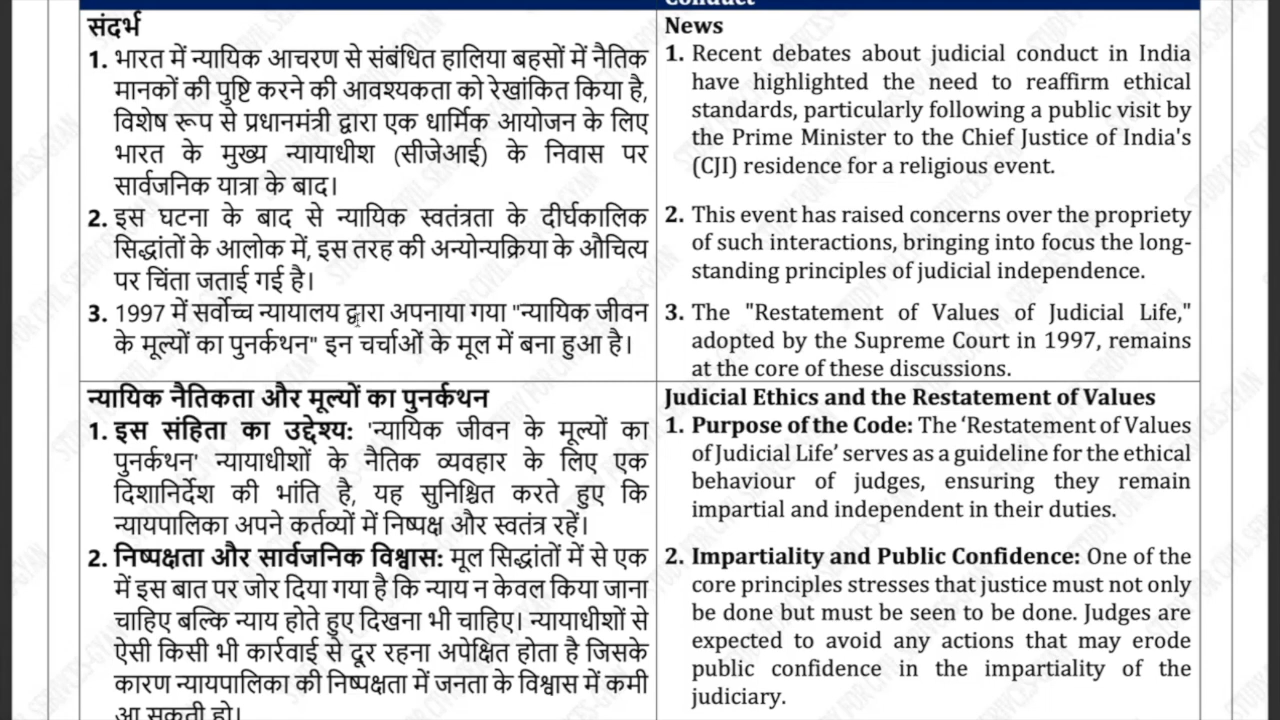 Conduct
संदर्भ
1. भारत में न्यायिक आचरण से संबंधित हालिया बहसों में नैतिक
मानकों की पुष्टि करने की आवश्यकता को रेखांकित किया है,
विशेष रूप से प्रधानमंत्री द्वारा एक धार्मिक आयोजन के लिए
भारत के मुख्य न्यायाधीश (सीजेआई) के निवास पर
सार्वजनिक यात्रा के बाद।
2. इस घटना के बाद से न्यायिक स्वतंत्रता के दीर्घकालिक
सिद्धांतों के आलोक में, इस तरह की अन्योन्यक्रिया के औचित्य
पर चिंता जताई गई है।
3. 1997 में सर्वोच्च न्यायालय द्वारा अपनाया गया "न्यायिक जीवन
के मूल्यों का पुनर्कथन" इन चर्चाओं के मूल में बना हुआ है।
News
1. Recent debates about judicial conduct in India
have highlighted the need to reaffirm ethical
standards, particularly following a public visit by
the Prime Minister to the Chief Justice of India's
(CJI) residence for a religious event.
2. This event has raised concerns over the propriety
of such interactions, bringing into focus the long-
standing principles of judicial independence.
3. The "Restatement of Values of Judicial Life,"
adopted by the Supreme Court in 1997, remains
at the core of these discussions.
न्यायिक नैतिकता और मूल्यों का पुनर्कथन
1. इस संहिता का उद्देश्य: 'न्यायिक जीवन के मूल्यों का
पुनर्कथन' न्यायाधीशों के नैतिक व्यवहार के लिए एक
दिशानिर्देश की भांति है, यह सुनिश्चित करते हुए कि
न्यायपालिका अपने कर्तव्यों में निष्पक्ष और स्वतंत्र रहें।
2. निष्पक्षता और सार्वजनिक विश्वास: मूल सिद्धांतों में से एक
में इस बात पर जोर दिया गया है कि न्याय न केवल किया जाना
चाहिए बल्कि न्याय होते हुए दिखना भी चाहिए। न्यायाधीशों से
ऐसी किसी भी कार्रवाई से दूर रहना अपेक्षित होता है जिसके
कारण न्यायपालिका की निष्पक्षता में जनता के विश्वास में कमी
आ सकती हो।
Judicial Ethics and the Restatement of Values
1. Purpose of the Code: The ‘Restatement of Values
of Judicial Life’ serves as a guideline for the ethical
behaviour of judges, ensuring they remain
impartial and independent in their duties.
2. Impartiality and Public Confidence: One of the
core principles stresses that justice must not only
be done but must be seen to be done. Judges are
expected to avoid any actions that may erode
public confidence in the impartiality of the
judiciary.